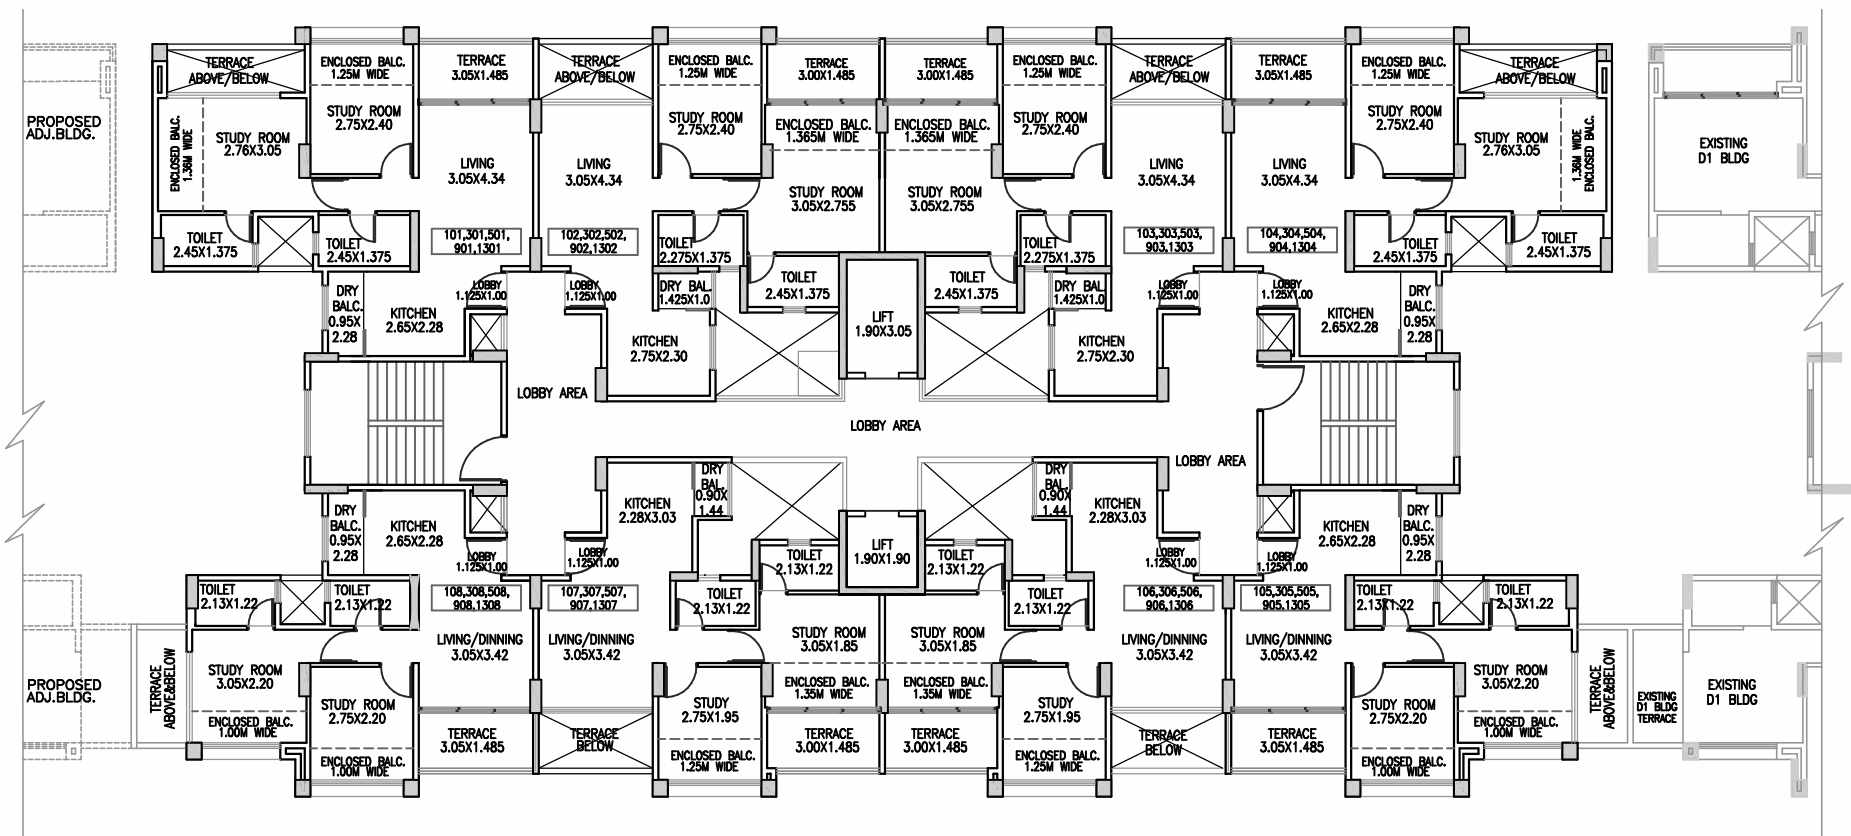 TERRACE
ABOVE/BELOW
ENCLOSED BALC.
1.25M WIDE
TERRACE
3.05X1.485
TERRACE
ABOVE/BELOW
ENCLOSED BALC.
1.25M WIDE
TERRACE
3.00X1.485
TERRACE
3.00X1.485
ENCLOSED BALC.
1.25M WIDE
TERRACE
ABOVE/BELOW
TERRACE
3.05X1.485
ENCLOSED BALC.
1.25M WIDE
TERRACE
ABOVE/BELOW
PROPOSED
ADJ.BLDG.
ENCLOSED BALC.
1.36M WIDE
STUDY ROOM
2.76X3.05
STUDY ROOM
2.75X2.40
LIVING
3.05X4.34
LIVING
3.05X4.34
STUDY ROOM
2.75X2.40
ENCLOSED BALC.
1.365M WIDE
ENCLOSED BALC.
1.365M WIDE
STUDY ROOM
2.75X2.40
LIVING
3.05X4.34
LIVING
3.05X4.34
STUDY ROOM
2.75X2.40
STUDY ROOM
2.76X3.05
1.36M WIDE
ENCLOSED BALC.
EXISTING
D1 BLDG
STUDY ROOM
3.05X2.755
STUDY ROOM
3.05X2.755
TOILET
2.45X1.375
TOILET
2.45X1.375
101,301,501,
901,1301
102,302,502,
902,1302
TOILET
2.275X1.375
TOILET
2.275X1.375
103,303,503,
903,1303
104,304,504,
904,1304
TOILET
2.45X1.375
TOILET
2.45X1.375
DRY
BALC.
0.95X
2.28
KITCHEN
2.65X2.28
LOBBY
1.125X1.00
LOBBY
1.125X1.00
DRY BAL.
1.425X1.0
TOILET
2.45X1.375
LIFT
1.90X3.05
TOILET
2.45X1.375
DRY BAL.
1.425X1.0
LOBBY
1.125X1.00
LOBBY
1.125X1.00
KITCHEN
2.65X2.28
DRY
BALC.
0.95X
2.28
KITCHEN
2.75X2.30
KITCHEN
2.75X2.30
LOBBY AREA
LOBBY AREA
LOBBY AREA
DRY
BALC.
0.95X
2.28
KITCHEN
2.65X2.28
KITCHEN
2.28X3.03
DRY
BAL.
0.90X
1.44
DRY
BAL.
0.90X
1.44
KITCHEN
2.28X3.03
KITCHEN
2.65X2.28
DRY
BALC.
0.95X
2.28
LOBBY
1.125X1.00
LOBBY
1.125X1.00
TOILET
2.13X1.22
LIFT
1.90X1.90
TOILET
2.13X1.22
LOBBY
1.125X1.00
LOBBY
1.125X1.00
TOILET
2.13X1.22
TOILET
2.13X1.22
108,308,508,
908,1308
107,307,507,
907,1307
TOILET
2.13X1.22
TOILET
2.13X1.22
106,306,506,
906,1306
105,305,505,
905,1305
TOILET
2.13X1.22
TOILET
2.13X1.22
PROPOSED
ADJ.BLDG.
TERRACE
ABOVE&BELOW
STUDY ROOM
3.05X2.20
LIVING/DINNING
3.05X3.42
LIVING/DINNING
3.05X3.42
STUDY ROOM
3.05X1.85
STUDY ROOM
3.05X1.85
LIVING/DINNING
3.05X3.42
LIVING/DINNING
3.05X3.42
STUDY ROOM
3.05X2.20
TERRACE
ABOVE&BELOW
EXISTING
D1 BLDG
TERRACE
EXISTING
D1 BLDG
ENCLOSED BALC.
1.00M WIDE
STUDY ROOM
2.75X2.20
STUDY
2.75X1.95
ENCLOSED BALC.
1.35M WIDE
ENCLOSED BALC.
1.35M WIDE
STUDY
2.75X1.95
STUDY ROOM
2.75X2.20
ENCLOSED BALC.
1.00M WIDE
ENCLOSED BALC.
1.00M WIDE
TERRACE
3.05X1.485
TERRACE
BELOW
ENCLOSED BALC.
1.25M WIDE
TERRACE
3.00X1.485
TERRACE
3.00X1.485
ENCLOSED BALC.
1.25M WIDE
TERRACE
BELOW
TERRACE
3.05X1.485
ENCLOSED BALC.
1.00M WIDE